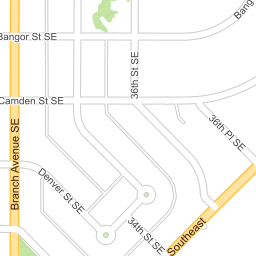 Bangor St SE
Bang
36th St SE
Camden St SE
36th Pl SE
Branch Avenue SE
Denver St SE
34th St SE
Southeast